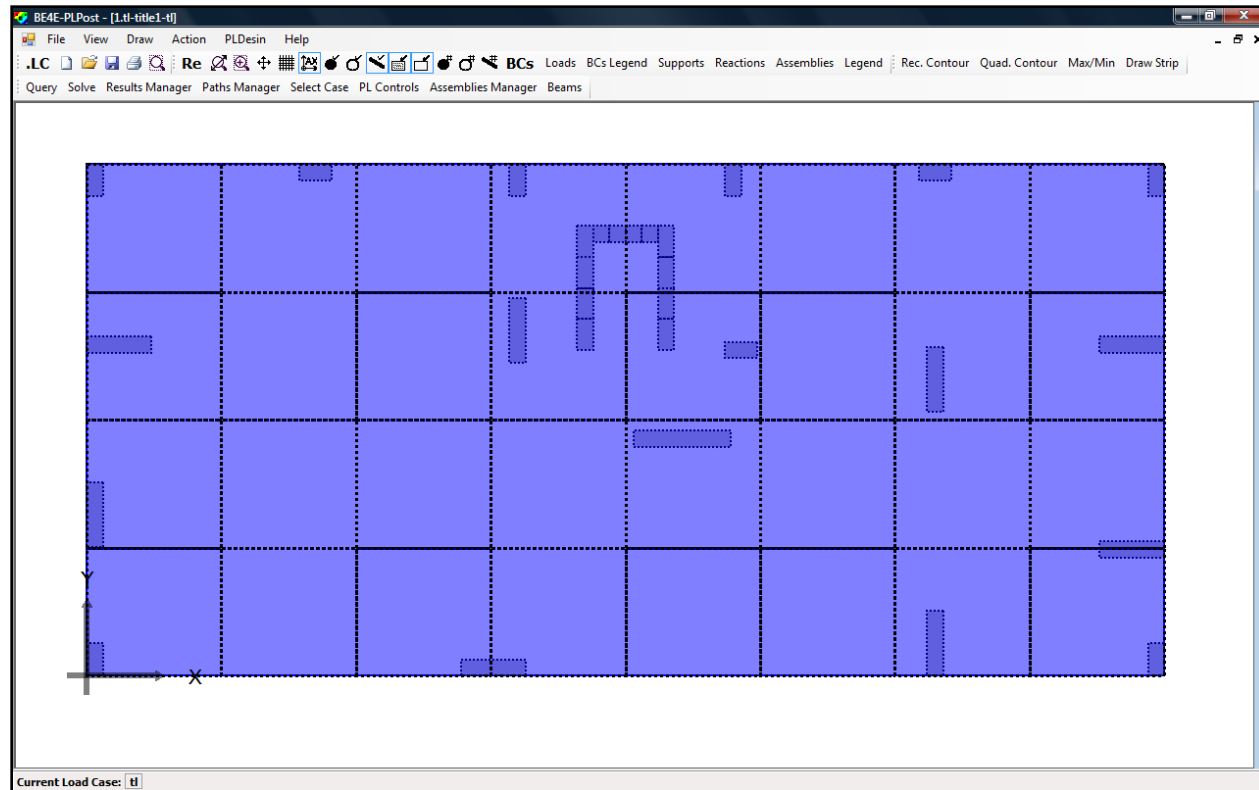 BE4E-PLPost - [1.tl-title1-tl]
File View Draw Action PLDesin Help
.LC Re BCs Loads BCs Legend Supports Reactions Assemblies Legend Rec. Contour Quad. Contour Max/Min Draw Strip
Query Solve Results Manager Paths Manager Select Case PL Controls Assemblies Manager Beams
Y
X
Current Load Case: tl